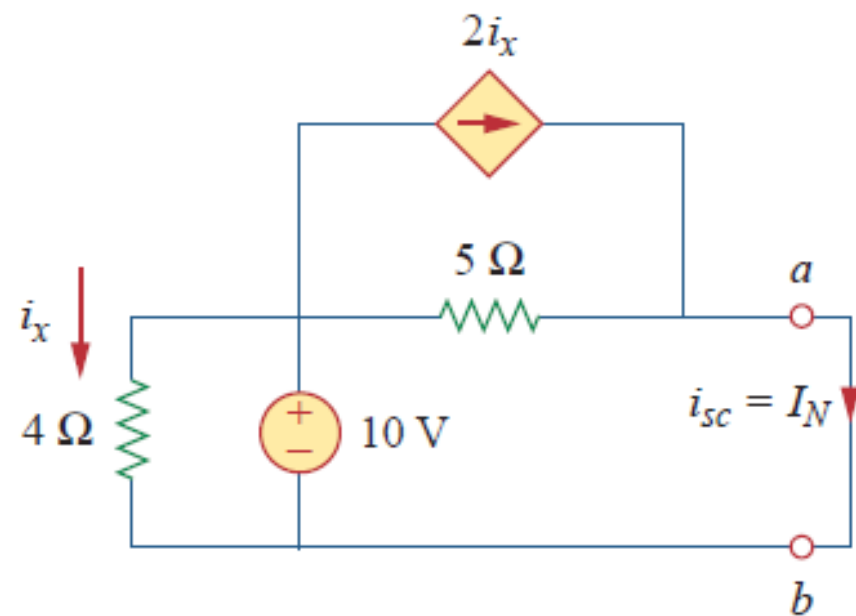 2i_x
5 Ω
a
i_x
4 Ω
+
−
10 V
i_sc = I_N
b